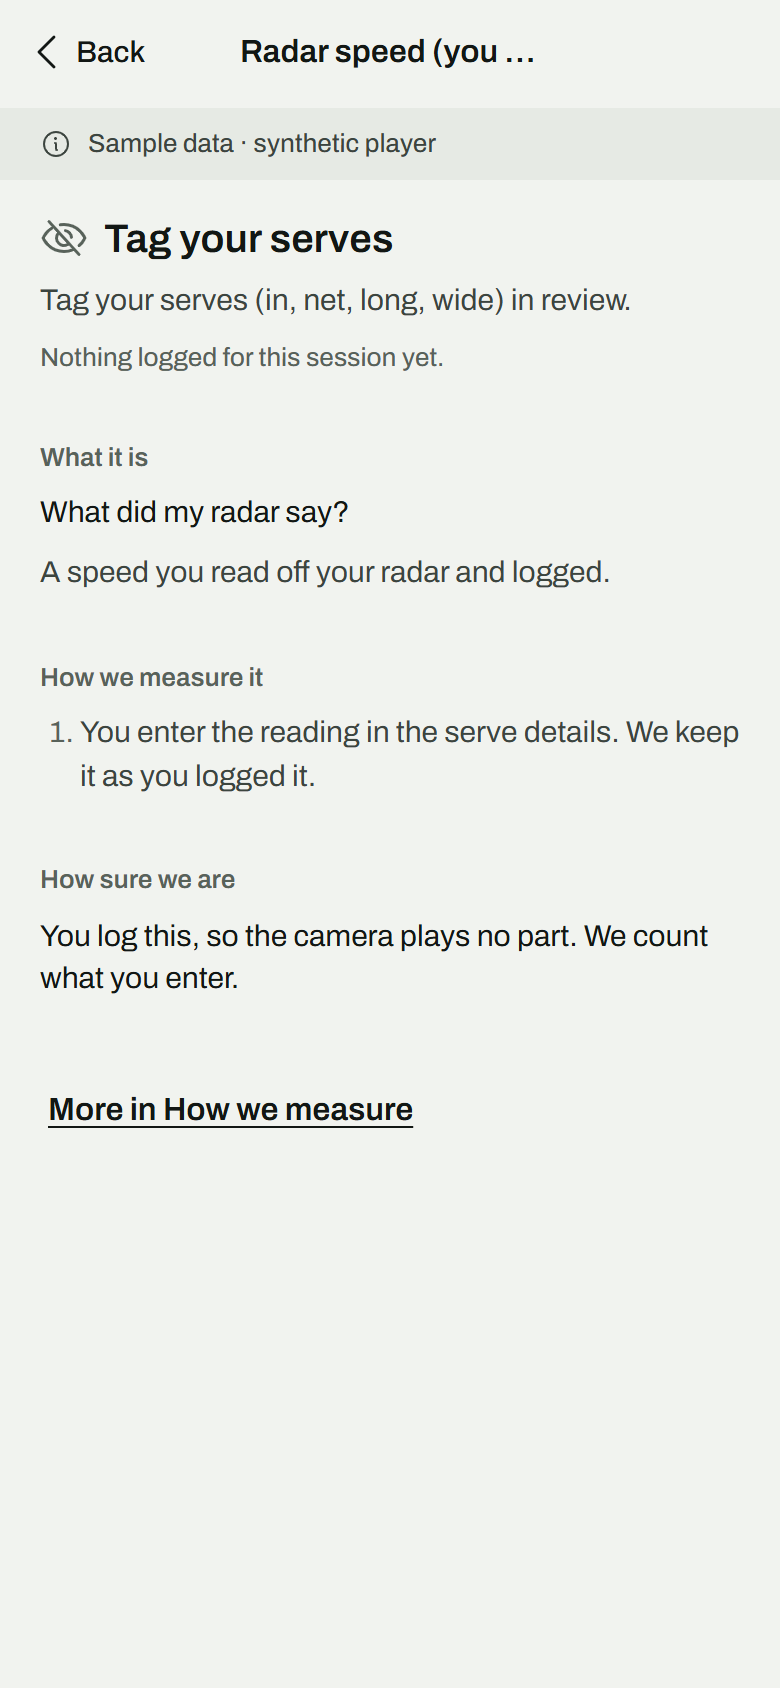 Back
Radar speed (you ...
Sample data · synthetic player
Tag your serves
Tag your serves (in, net, long, wide) in review.
Nothing logged for this session yet.
What it is
What did my radar say?
A speed you read off your radar and logged.
How we measure it
1. You enter the reading in the serve details. We keep
it as you logged it.
How sure we are
You log this, so the camera plays no part. We count
what you enter.
More in How we measure